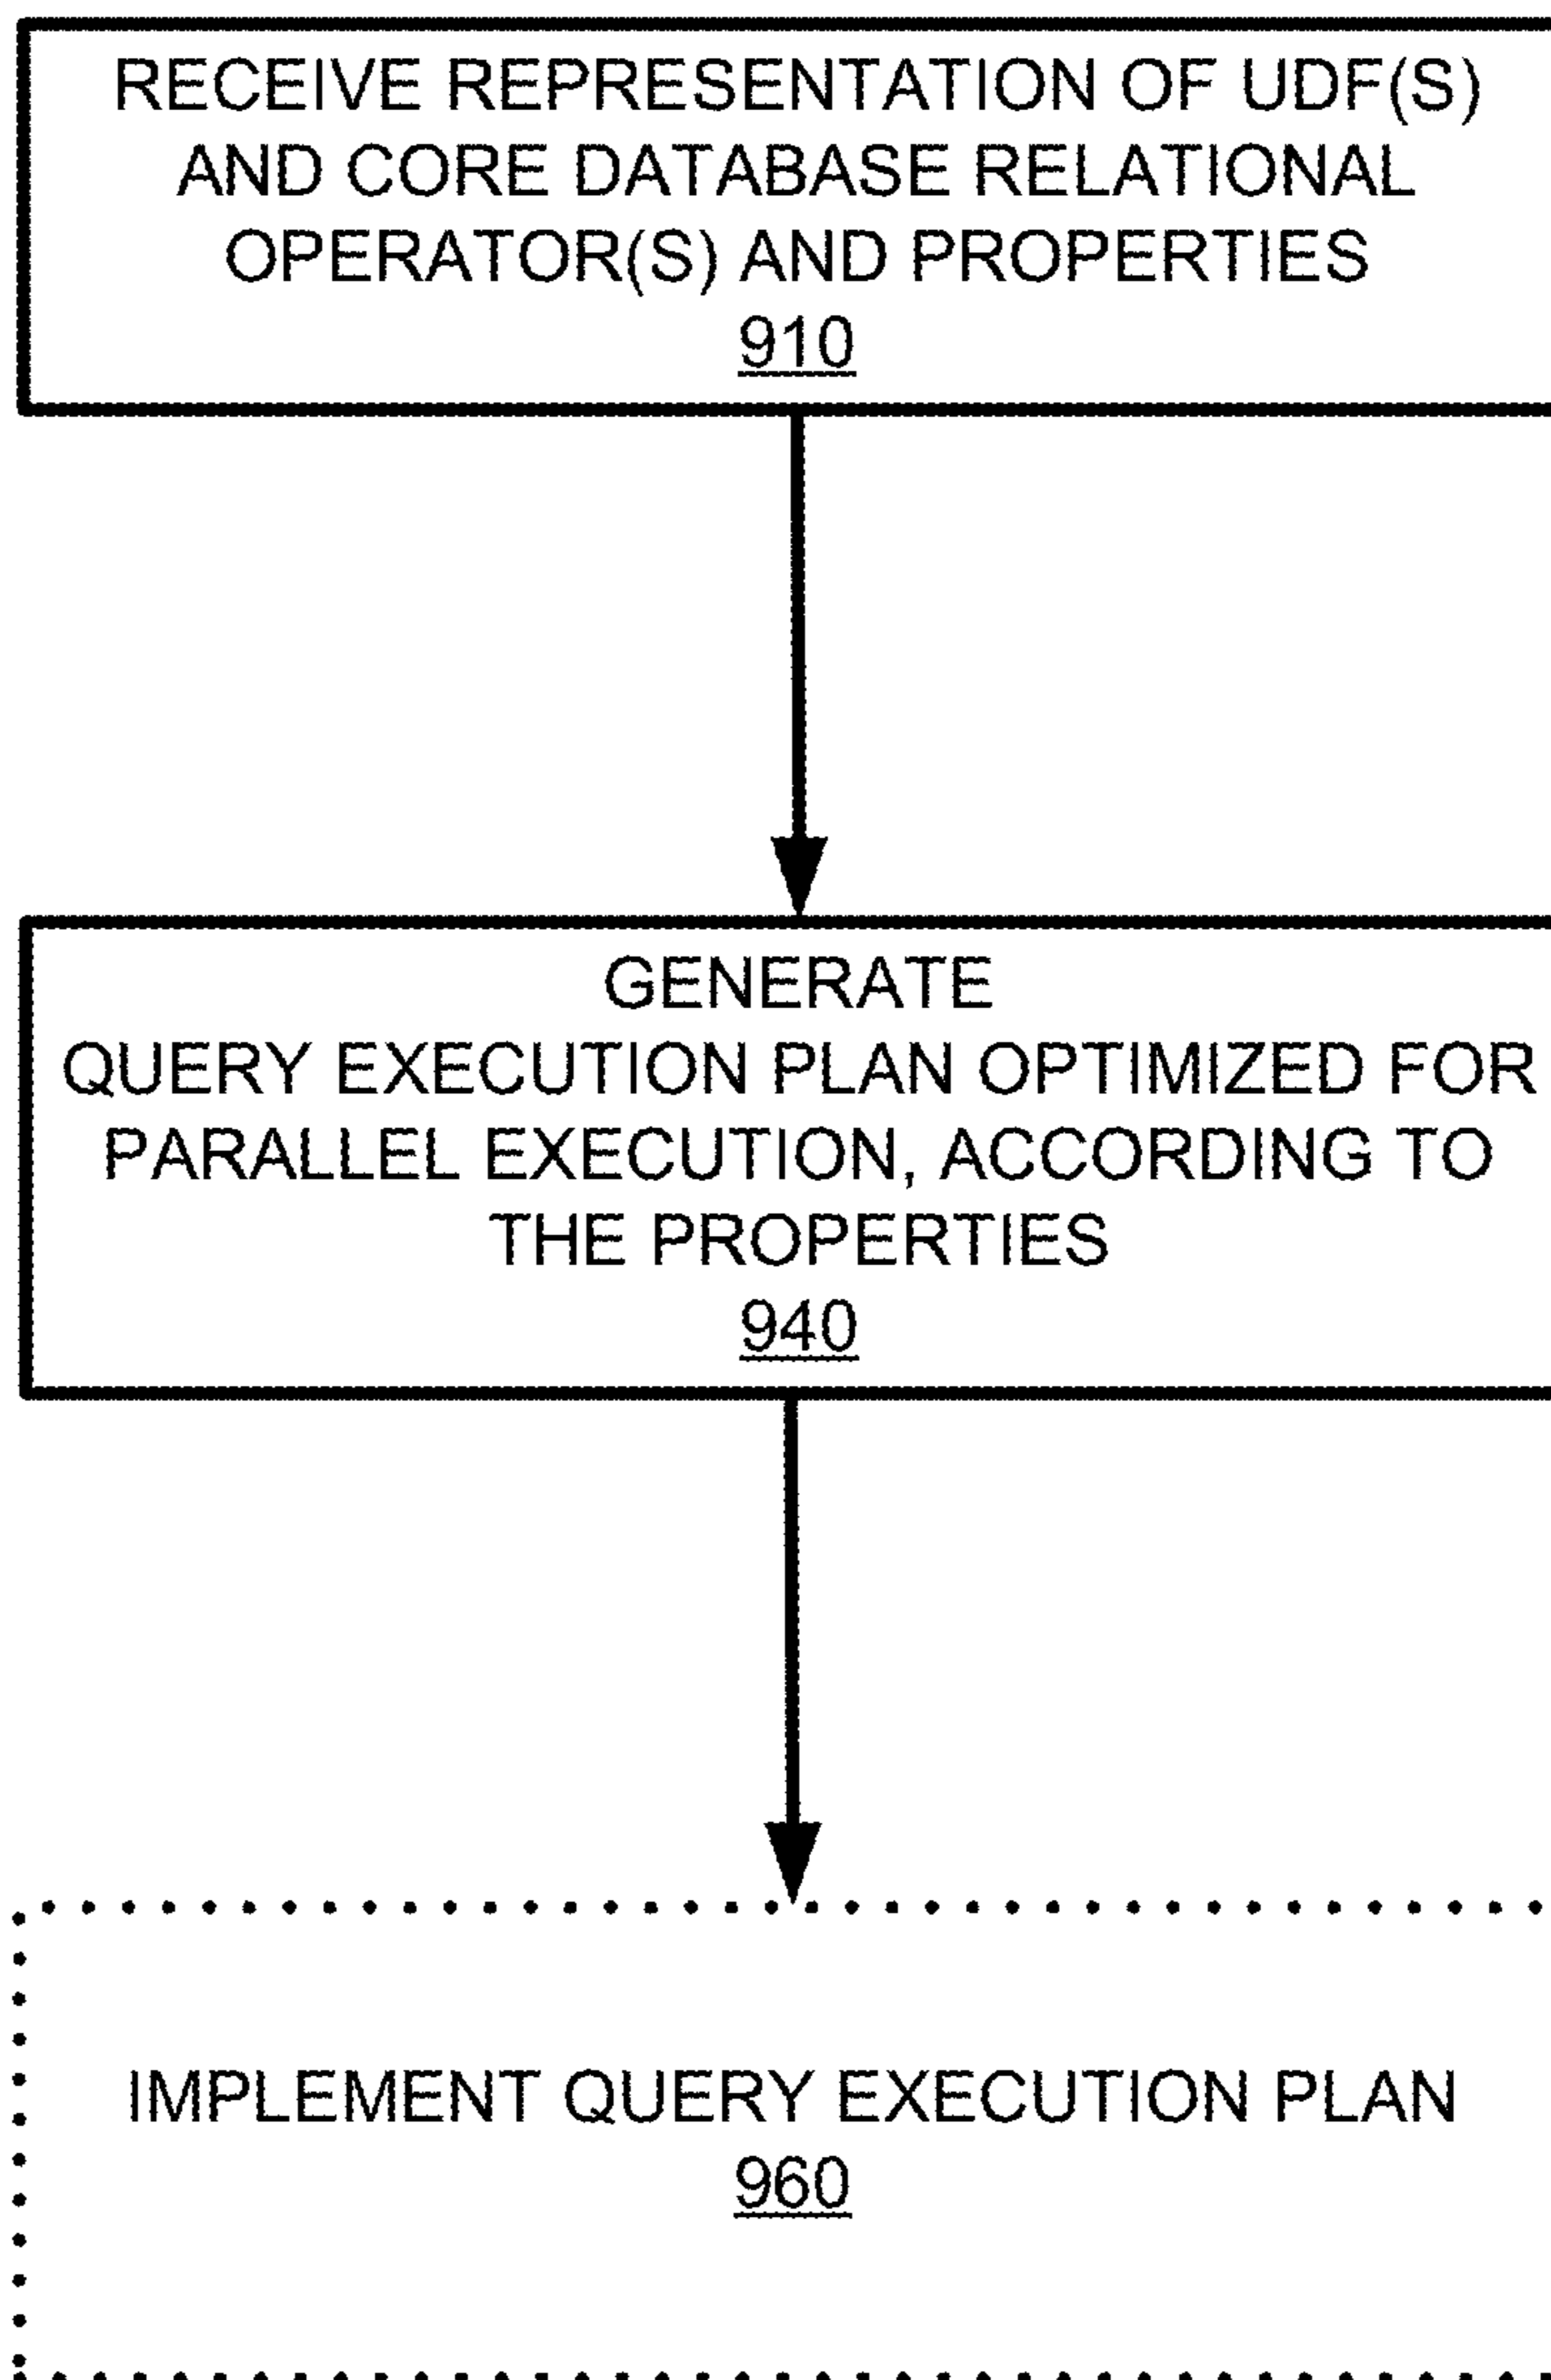 RECEIVE REPRESENTATION OF UDF(S)
AND CORE DATABASE RELATIONAL
OPERATOR(S) AND PROPERTIES
910
GENERATE
QUERY EXECUTION PLAN OPTIMIZED FOR
PARALLEL EXECUTION, ACCORDING TO
THE PROPERTIES
940
IMPLEMENT QUERY EXECUTION PLAN
960